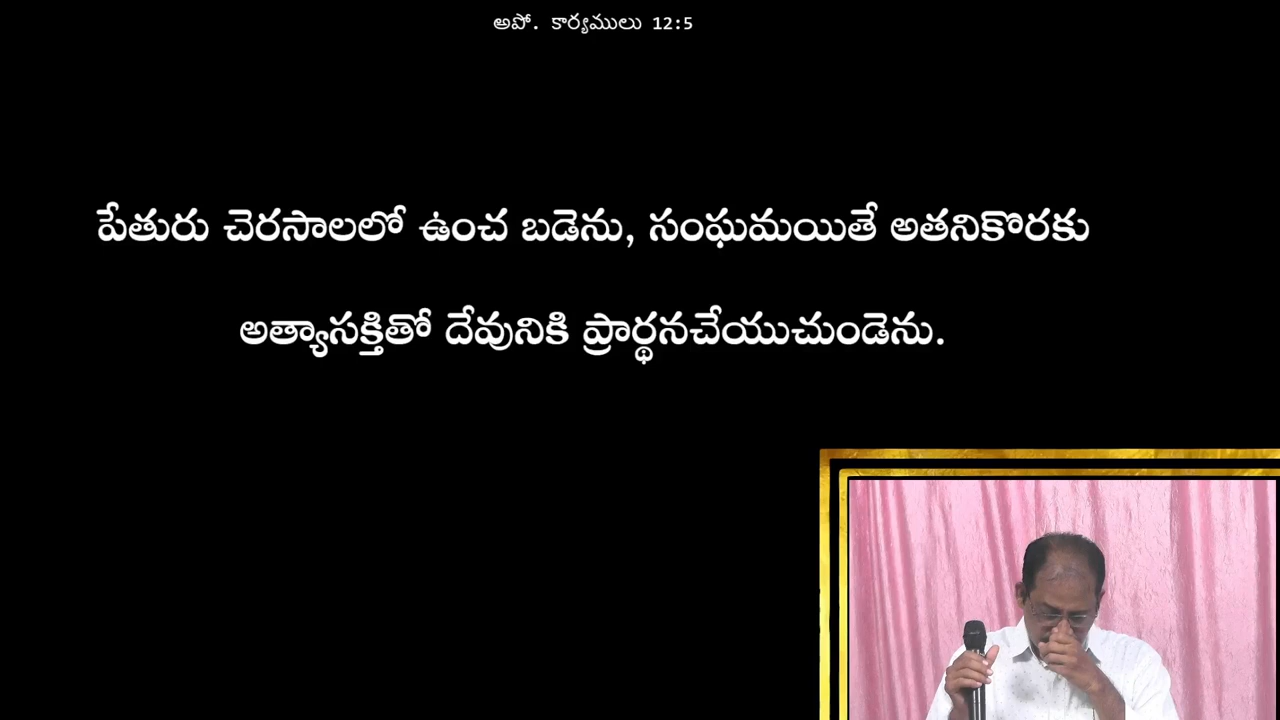 అపో. కార్యములు 12:5
పేతురు చెరసాలలో ఉంచ బడెను, సంఘమయితే అతనికొరకు
అత్యాసక్తితో దేవునికి ప్రార్థనచేయుచుండెను.